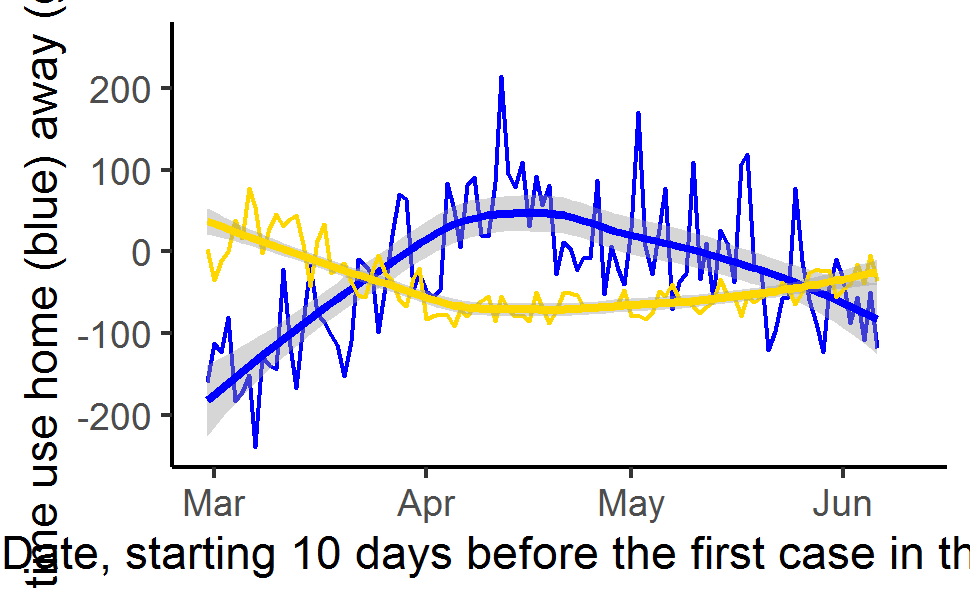 time use home (blue) away (
200
100
0
-100
-200
Mar Apr May Jun
Date, starting 10 days before the first case in th